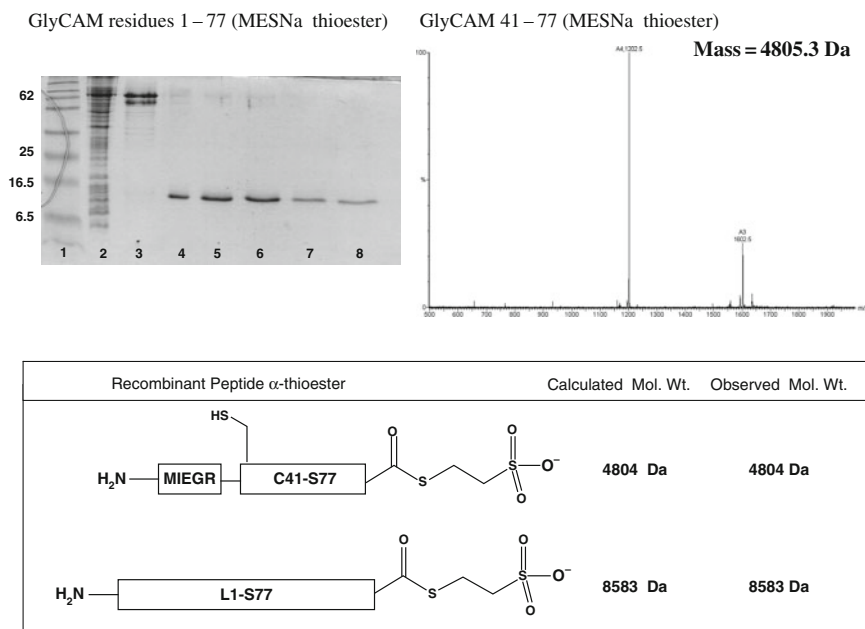 GlyCAM residues 1 – 77 (MESNa thioester)
GlyCAM 41 – 77 (MESNa thioester)
Mass = 4805.3 Da
62
25
16.5
6.5
1 2 3 4 5 6 7 8
100
%
0
A4,1202.5
A3
1602.5
500 600 700 800 900 1000 1100 1200 1300 1400 1500 1600 1700 1800 1900 m/z
Recombinant Peptide α-thioester Calculated Mol. Wt. Observed Mol. Wt.
HS
H2N MIEGR C41-S77 O S O S O O– 4804 Da 4804 Da
H2N L1-S77 O S O S O O– 8583 Da 8583 Da